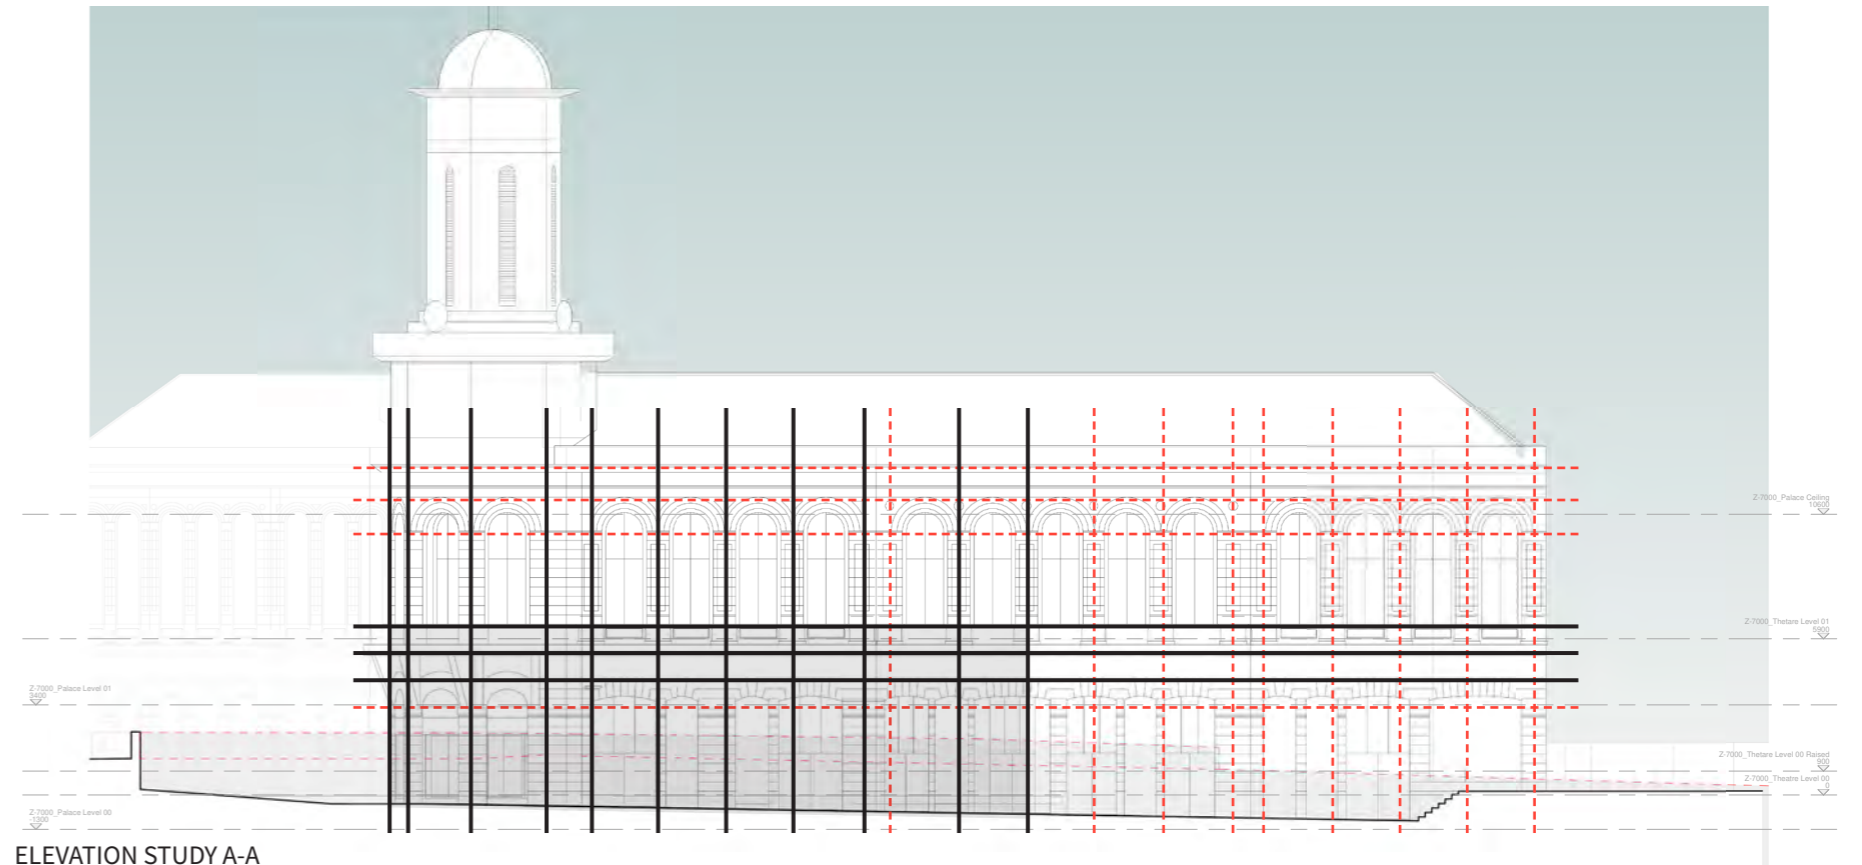 Z-7000_Palace Ceiling
10600
Z-7000_Thetare Level 01
5900
Z-7000_Palace Level 01
3400
Z-7000_Thetare Level 00 Raised
900
Z-7000_Theatre Level 00
0
Z-7000_Palace Level 00
-1300
ELEVATION STUDY A-A